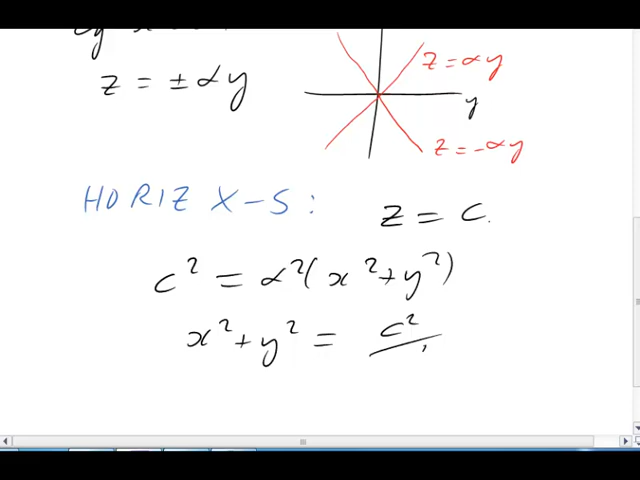 z = ± αy
z = αy
y
z = -αy
HORIZ X-S:
z = c.
c² = α²(x² + y²)
x² + y² = c²/